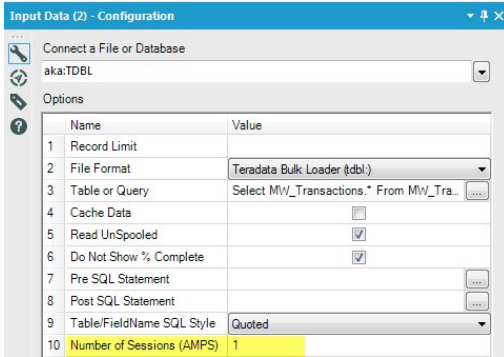 Input Data (2) - Configuration
Connect a File or Database
aka:TDBL
Options
Name Value
1 Record Limit
2 File Format Teradata Bulk Loader (tdbl:)
3 Table or Query Select MW_Transactions.* From MW_Tra... ...
4 Cache Data
5 Read UnSpooled
6 Do Not Show % Complete
7 Pre SQL Statement ...
8 Post SQL Statement ...
9 Table/FieldName SQL Style Quoted
10 Number of Sessions (AMPS) 1